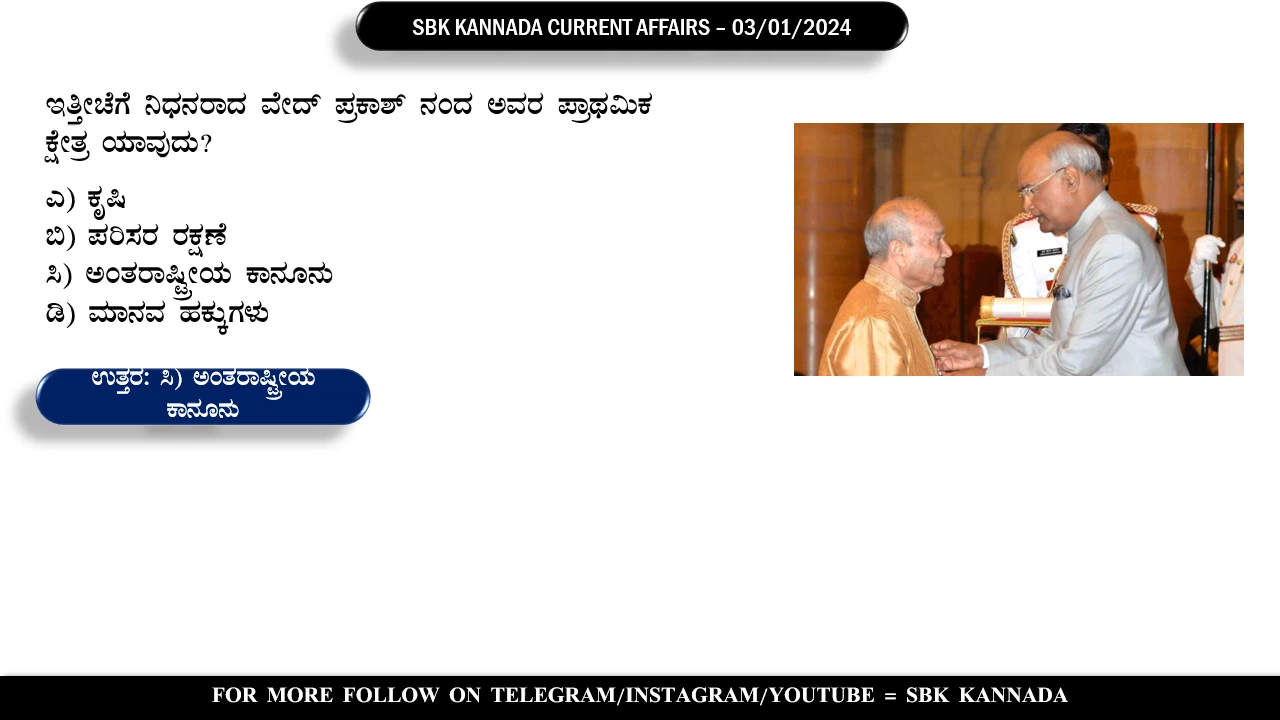 SBK KANNADA CURRENT AFFAIRS – 03/01/2024
ಇತ್ತೀಚೆಗೆ ನಿಧನರಾದ ವೇದ್ ಪ್ರಕಾಶ್ ನಂದ ಅವರ ಪ್ರಾಥಮಿಕ
ಕ್ಷೇತ್ರ ಯಾವುದು?
ಎ) ಕೃಷಿ
ಬಿ) ಪರಿಸರ ರಕ್ಷಣೆ
ಸಿ) ಅಂತರಾಷ್ಟ್ರೀಯ ಕಾನೂನು
ಡಿ) ಮಾನವ ಹಕ್ಕುಗಳು
ಉತ್ತರ: ಸಿ) ಅಂತರಾಷ್ಟ್ರೀಯ
ಕಾನೂನು
FOR MORE FOLLOW ON TELEGRAM/INSTAGRAM/YOUTUBE = SBK KANNADA